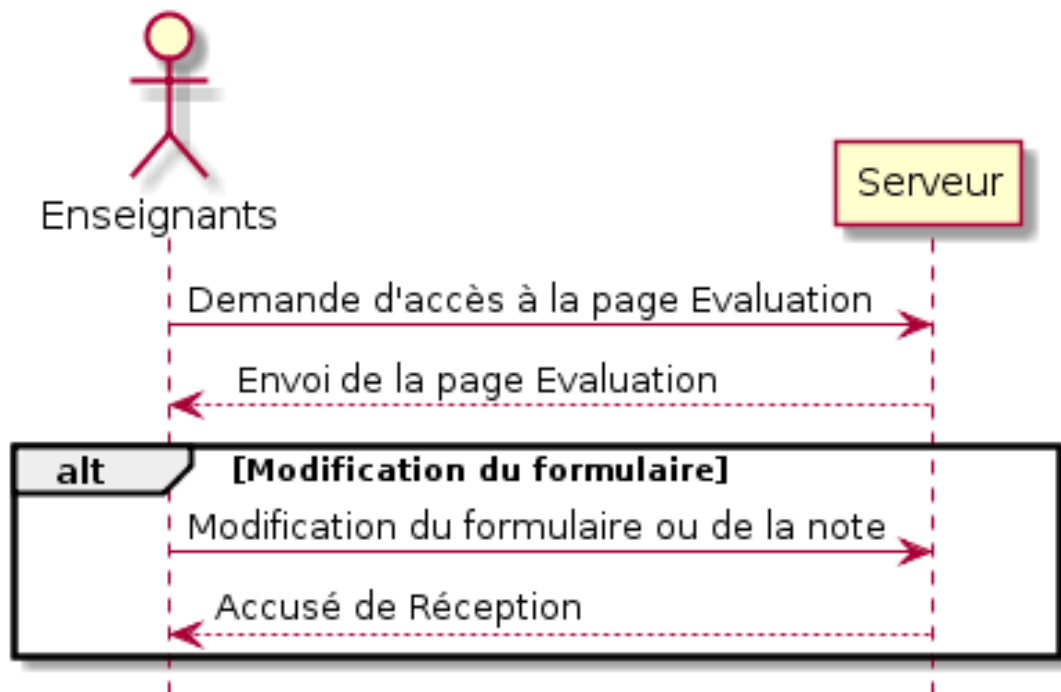 Enseignants
Serveur
Demande d'accès à la page Evaluation
Envoi de la page Evaluation
alt [Modification du formulaire]
Modification du formulaire ou de la note
Accusé de Réception